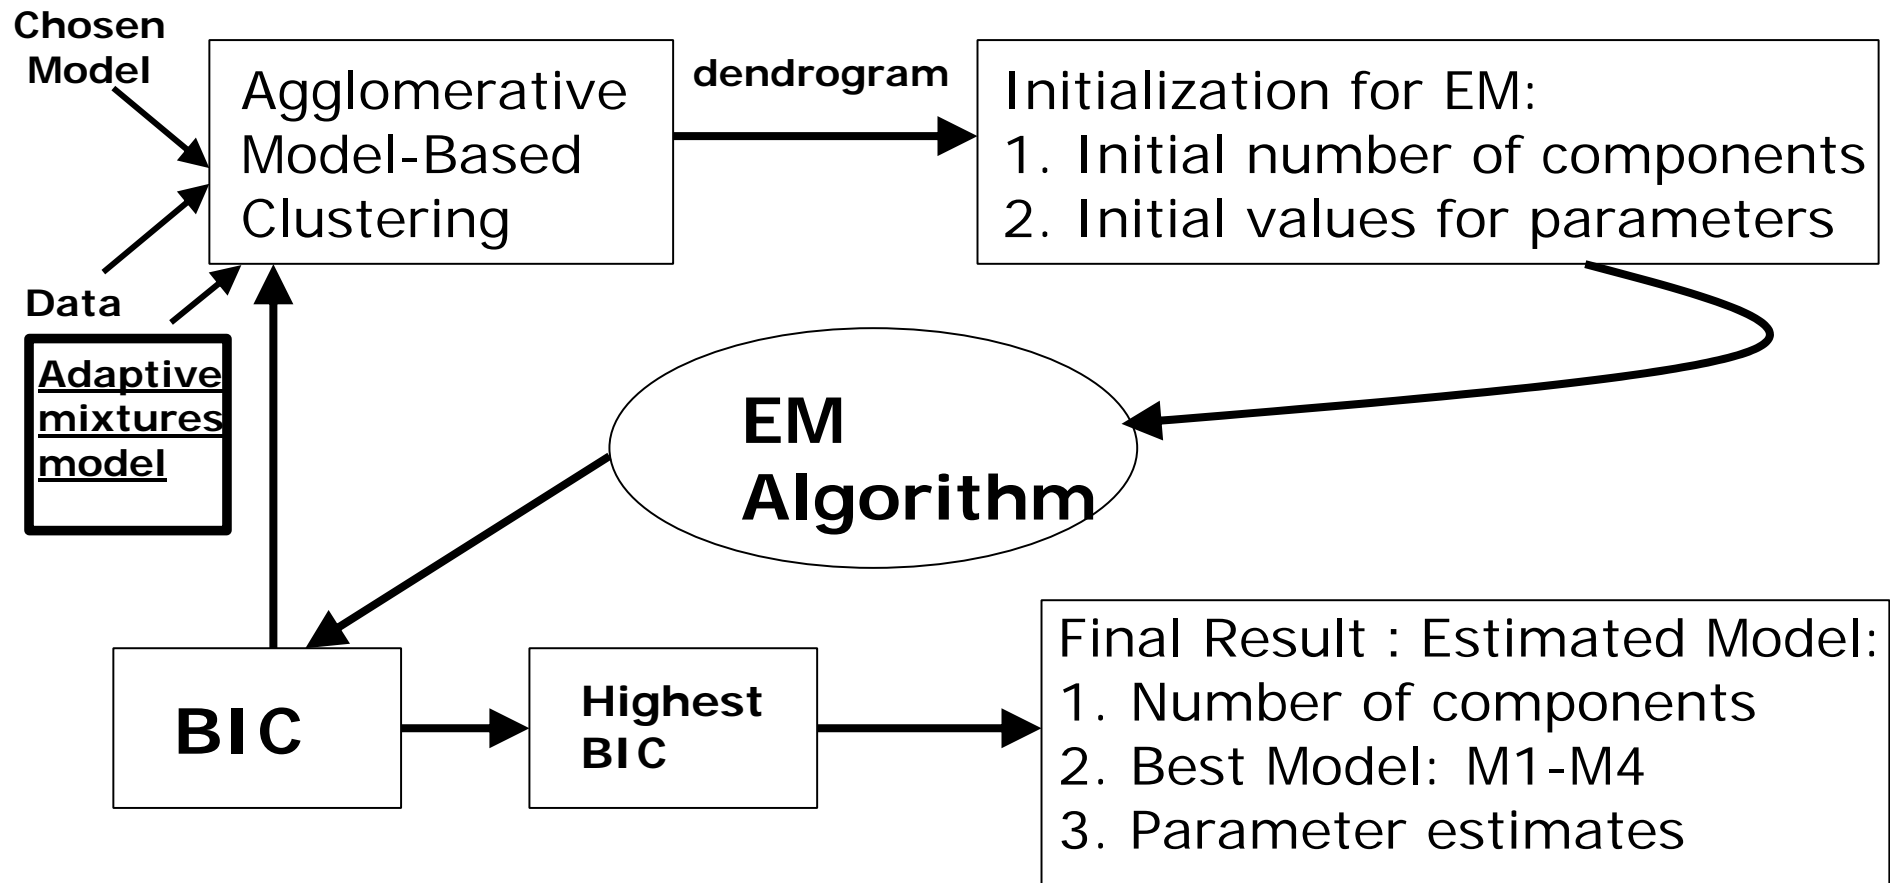 Chosen
Model
Agglomerative
Model-Based
Clustering
dendrogram
Initialization for EM:
1. Initial number of components
2. Initial values for parameters
Data
Adaptive
mixtures
model
EM
Algorithm
BIC
Highest
BIC
Final Result : Estimated Model:
1. Number of components
2. Best Model: M1-M4
3. Parameter estimates